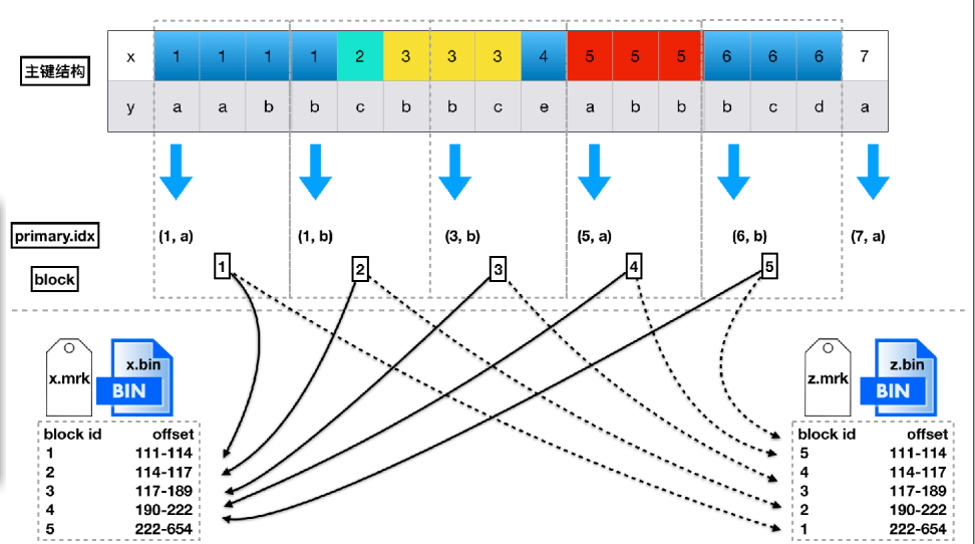 主键结构
x 1 1 1 1 2 3 3 3 4 5 5 5 6 6 6 7
y a a b b c b b c e a b b b c d a
primary.idx (1, a) (1, b) (3, b) (5, a) (6, b) (7, a)
block 1 2 3 4 5
x.mrk x.bin BIN
block id offset
1 111-114
2 114-117
3 117-189
4 190-222
5 222-654
z.mrk z.bin BIN
block id offset
5 111-114
4 114-117
3 117-189
2 190-222
1 222-654